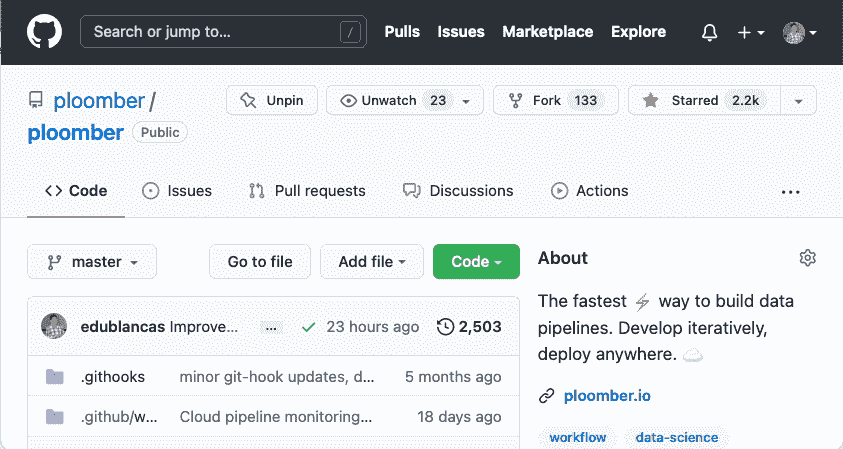 Search or jump to... /
Pulls Issues Marketplace Explore
ploomber /
ploomber Public
Unpin
Unwatch 23
Fork 133
Starred 2.2k
Code Issues Pull requests Discussions Actions ...
master
Go to file
Add file
Code
edublancas Improve... ... 23 hours ago 2,503
.githooks minor git-hook updates, d... 5 months ago
.github/w... Cloud pipeline monitoring... 18 days ago
About
The fastest ⚡ way to build data
pipelines. Develop iteratively,
deploy anywhere. ☁️
ploomber.io
workflow data-science